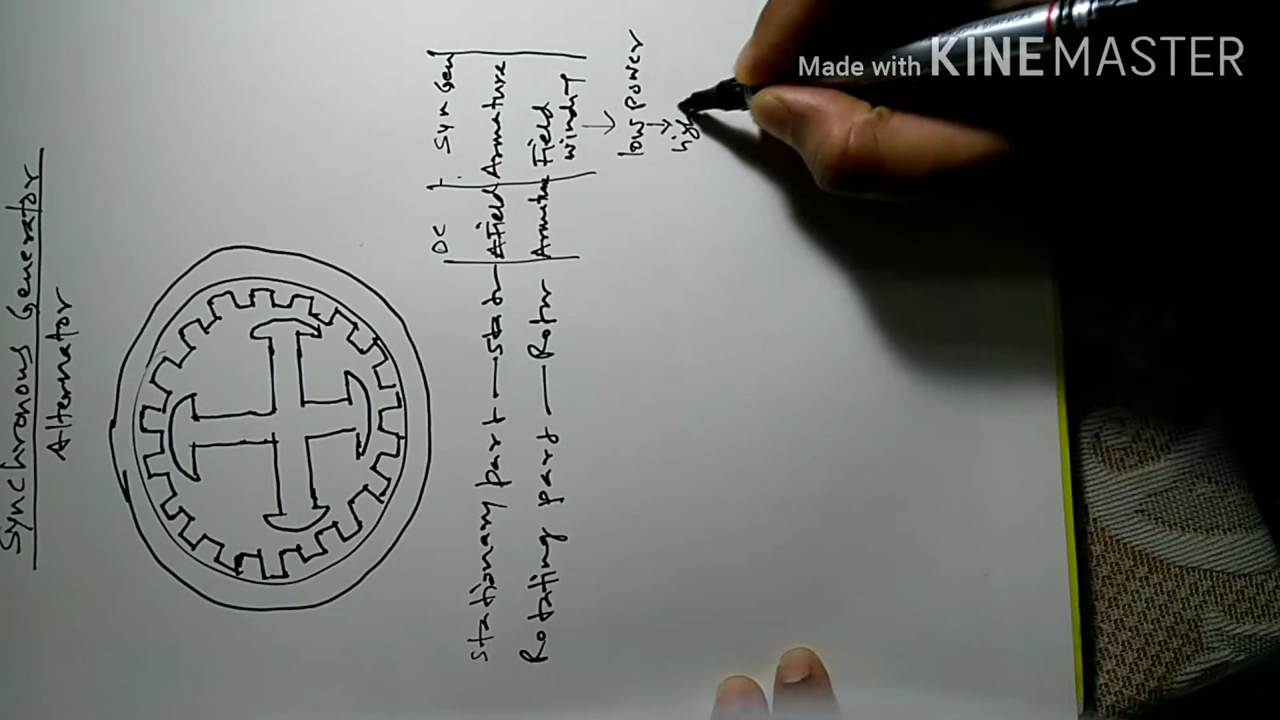 Synchronous Generator
Alternator
DC Syn Gen
Stationary part — Stator Field Armature
Rotating part — Rotor Armature Field
winding
low power
Made with KINEMASTER